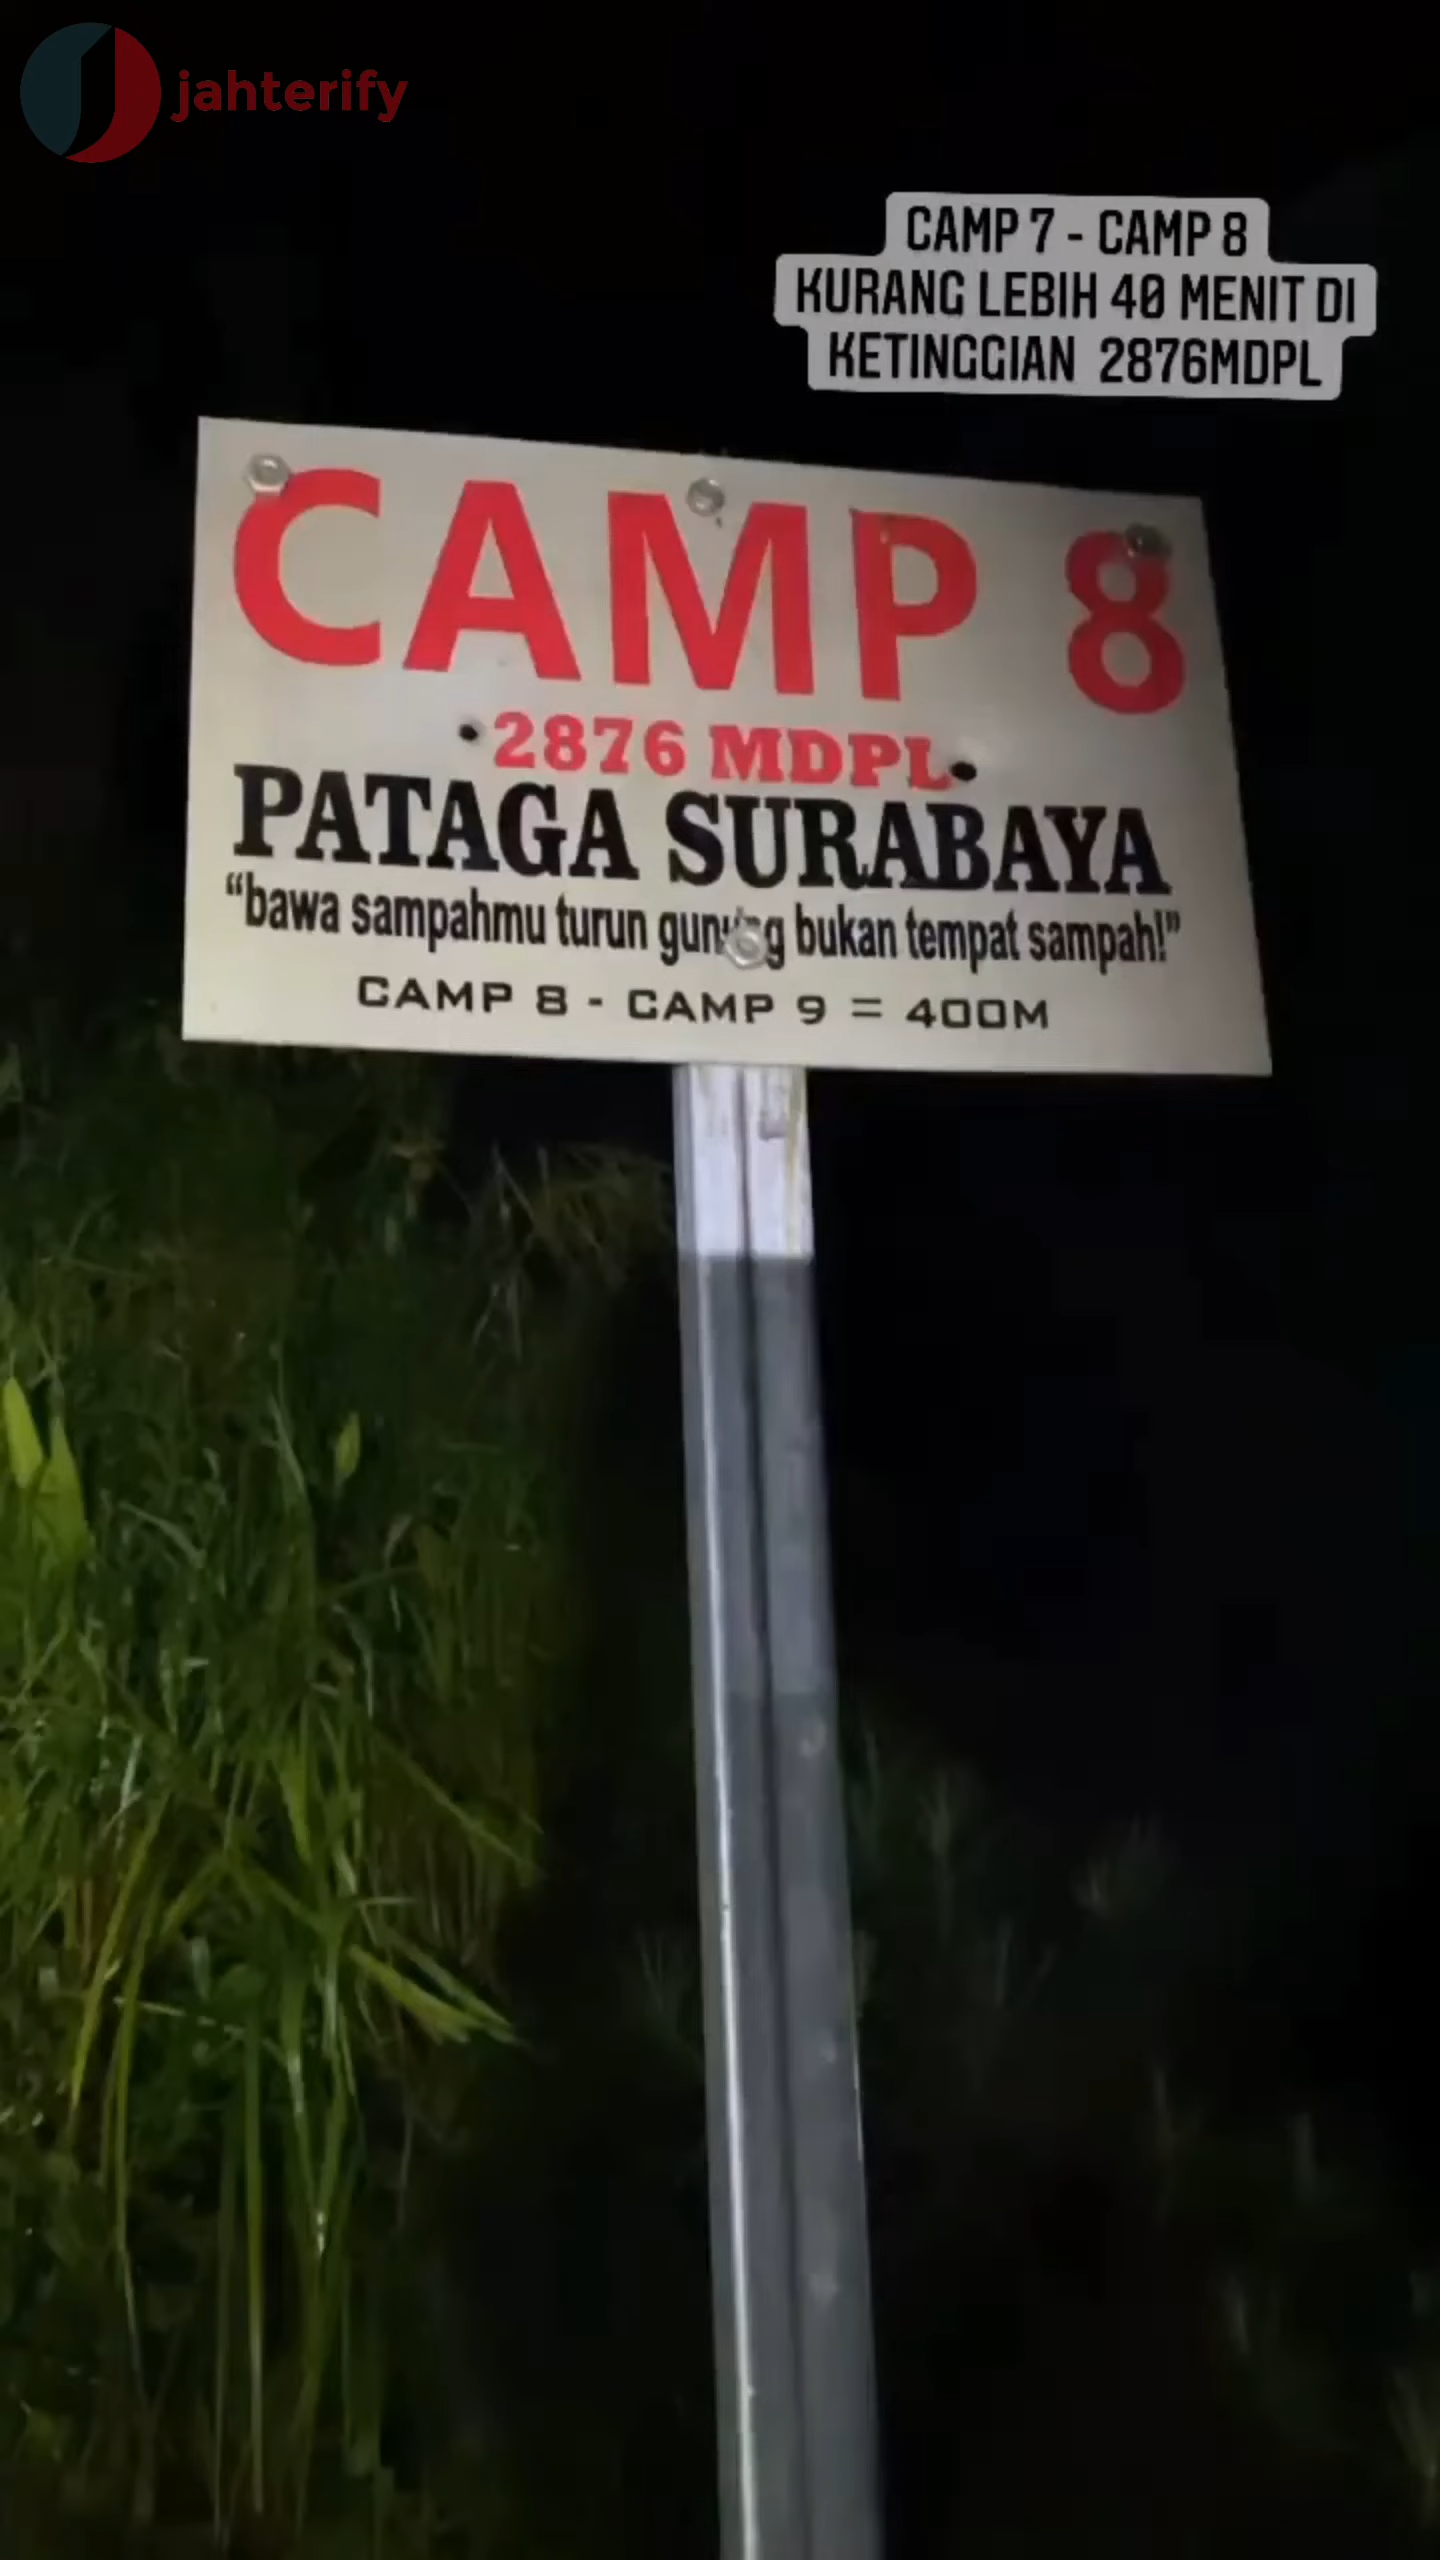 jahterify
CAMP 7 - CAMP 8
KURANG LEBIH 40 MENIT DI
KETINGGIAN 2876MDPL
CAMP 8
2876 MDPL
PATAGA SURABAYA
“bawa sampahmu turun gunung bukan tempat sampah!”
CAMP 8 - CAMP 9 = 400M